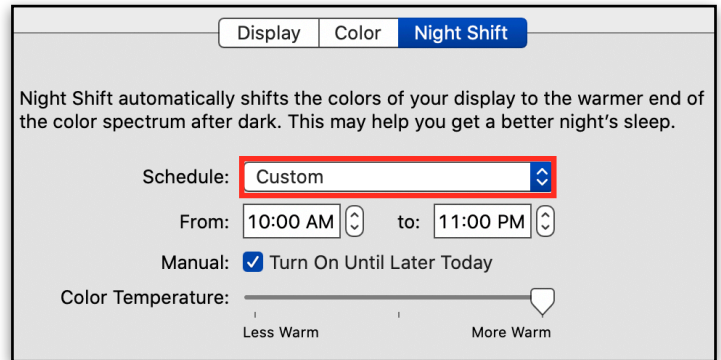 Display Color Night Shift
Night Shift automatically shifts the colors of your display to the warmer end of
the color spectrum after dark. This may help you get a better night's sleep.
Schedule: Custom
From: 10:00 AM to: 11:00 PM
Manual: Turn On Until Later Today
Color Temperature:
Less Warm More Warm